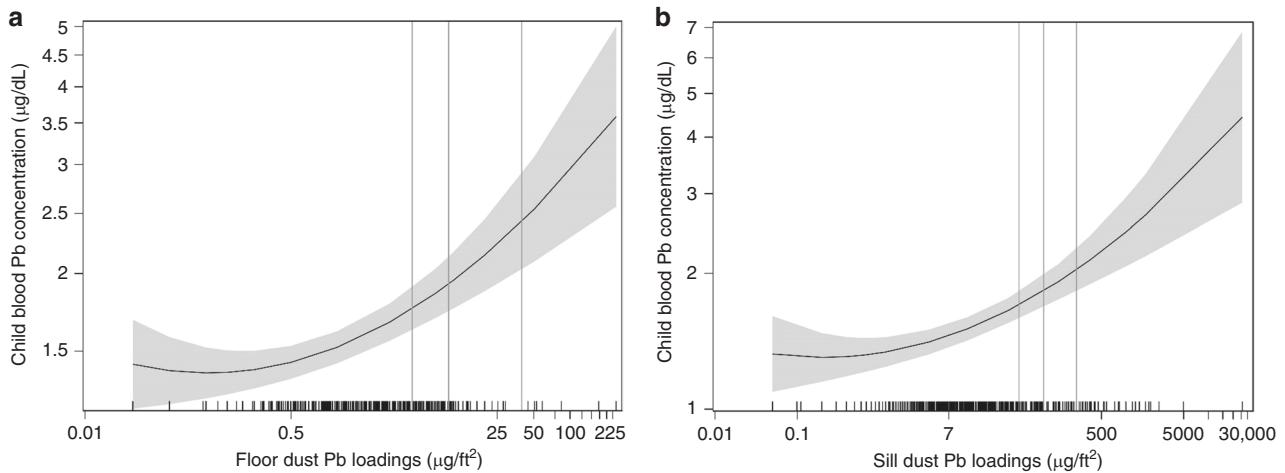 a
Child blood Pb concentration (μg/dL)
5
4.5
4
3.5
3
2.5
2
1.5
0.01 0.5 25 50 100 225
Floor dust Pb loadings (μg/ft²)
b
Child blood Pb concentration (μg/dL)
7
6
5
4
3
2
1
0.01 0.1 7 500 5000 30,000
Sill dust Pb loadings (μg/ft²)